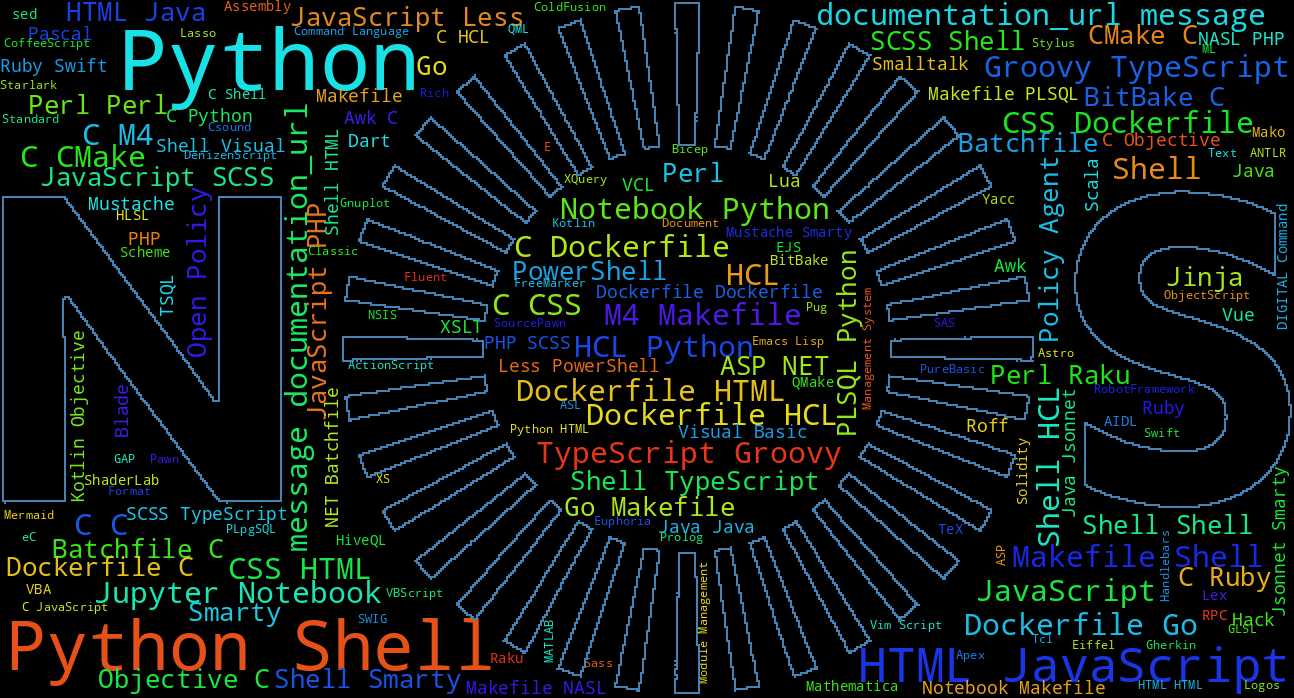 sed
HTML Java
Assembly
JavaScript Less
ColdFusion
documentation_url message
Pascal
Lasso
Command Language
C HCL
QML
SCSS Shell
Stylus
CMake C
NASL PHP
CoffeeScript
Python
ML
Ruby Swift
Go
Smalltalk
Groovy TypeScript
Starlark
C Shell
Makefile
Rich
Makefile PLSQL
BitBake C
Perl Perl
C Python
Awk C
CSS Dockerfile
Standard
C M4
Csound
Shell Visual
Dart
Batchfile
C Objective
Mako
C CMake
DenizenScript
E
Bicep
Text
ANTLR
JavaScript SCSS
Shell HTML
XQuery
VCL
Perl
Lua
Shell
Java
Mustache
HLSL
Gnuplot
Notebook Python
Yacc
Scala
PHP
Scheme
Open Policy
documentation_url
JavaScript PHP
Kotlin
Document
Mustache Smarty
Policy Agent
DIGITAL Command
Classic
C Dockerfile
EJS
BitBake
TSQL
Fluent
PowerShell
HCL
Awk
Jinja
FreeMarker
Dockerfile Dockerfile
PLSQL Python
Management System
ObjectScript
NSIS
C CSS
M4 Makefile
Pug
Vue
XSLT
SourcePawn
SAS
PHP SCSS
HCL Python
Emacs Lisp
Astro
ActionScript
Less PowerShell
ASP NET
PureBasic
Perl Raku
Kotlin Objective
Blade
Dockerfile HTML
QMake
RobotFramework
ASL
Dockerfile HCL
Ruby
Python HTML
Visual Basic
Roff
AIDL
Swift
GAP
Pawn
message
NET Batchfile
TypeScript Groovy
Solidity
Shell HCL
Java Jsonnet
ShaderLab
Format
XS
Shell TypeScript
Mermaid
C C
SCSS TypeScript
Go Makefile
Jsonnet Smarty
PLpgSQL
Euphoria
Java Java
TeX
Shell Shell
eC
Batchfile C
HiveQL
Prolog
ASP
Makefile Shell
Handlebars
Dockerfile C
CSS HTML
VBA
Jupyter Notebook
VBScript
Module Management
JavaScript
C Ruby
Lex
C JavaScript
Smarty
SWIG
RPC
Hack
Python Shell
MATLAB
Vim Script
Dockerfile Go
GLSL
Tcl
Eiffel
Gherkin
Raku
Sass
HTML JavaScript
Apex
Objective C
Shell Smarty
Makefile NASL
Mathematica
Notebook Makefile
HTML HTML
Logos
N
S